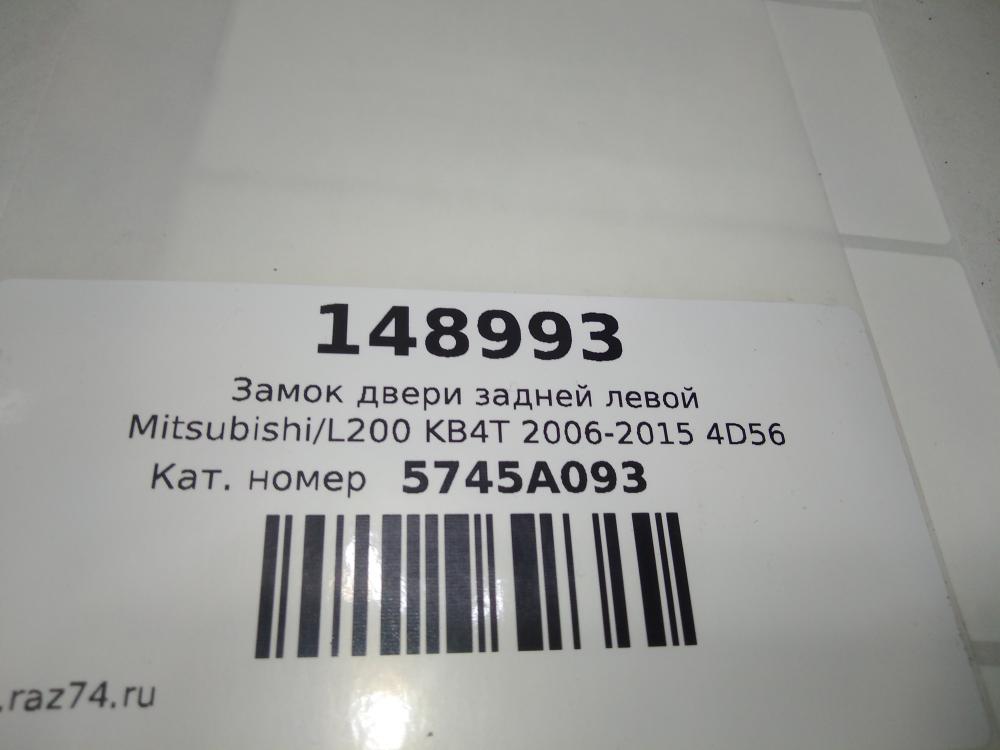 148993
Замок двери задней левой
Mitsubishi/L200 KB4T 2006-2015 4D56
Кат. номер 5745A093
.raz74.ru